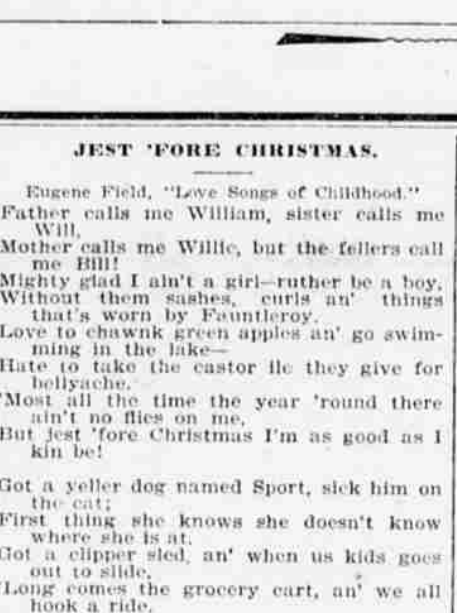 JEST 'FORE CHRISTMAS.
Eugene Field, "Love Songs of Childhood."
Father calls me William, sister calls me
Will,
Mother calls me Willie, but the fellers call
me Bill!
Mighty glad I ain't a girl—ruther be a boy,
Without them sashes, curls an' things
that's worn by Fauntleroy.
Love to chawnk green apples an' go swim-
ming in the lake—
Hate to take the castor ile they give for
bellyache.
'Most all the time the year 'round there
ain't no flies on me,
But jest 'fore Christmas I'm as good as I
kin be!
Got a yeller dog named Sport, sick him on
the cat;
First thing she knows she doesn't know
where she is at.
Got a clipper sled, an' when us kids goes
out to slide,
'Long comes the grocery cart, an' we all
hook a ride.